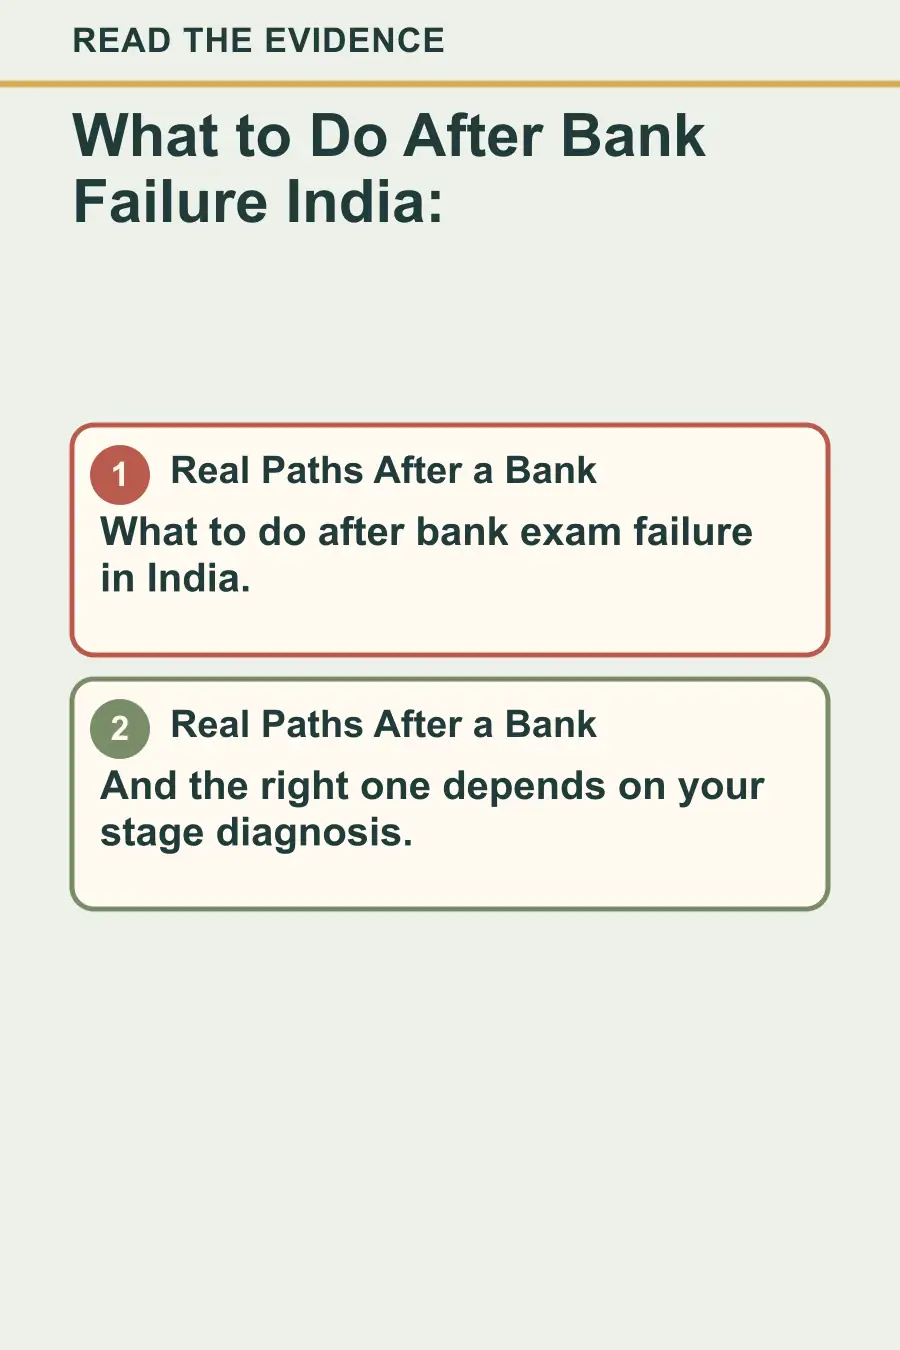 READ THE EVIDENCE
What to Do After Bank
Failure India:
1 Real Paths After a Bank
What to do after bank exam failure
in India.
2 Real Paths After a Bank
And the right one depends on your
stage diagnosis.